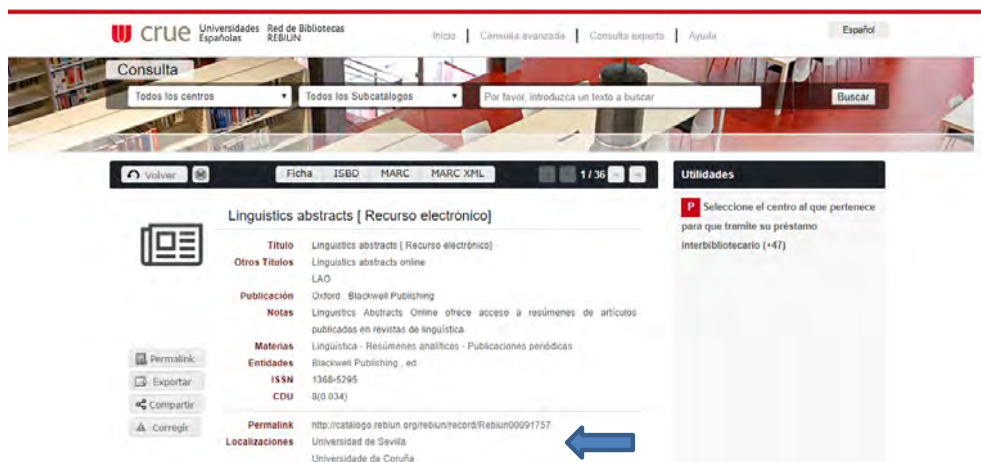 crue Universidades Españolas Red de Bibliotecas REBIUN
Inicio | Consulta avanzada | Consulta experta | Ayuda
Español
Consulta
Todos los centros
Todos los Subcatálogos
Por favor, introduzca un texto a buscar
Buscar
Volver
Ficha ISBD MARC MARC XML
1 / 36
Utilidades
P Seleccione el centro al que pertenece
para que tramite su préstamo
interbibliotecario (+47)
Linguistics abstracts [ Recurso electrónico]
Título Linguistics abstracts [ Recurso electrónico]
Otros Títulos Linguistics abstracts online
LAO
Publicación Oxford : Blackwell Publishing
Notas Linguistics Abstracts Online ofrece acceso a resúmenes de artículos
publicados en revistas de lingüística
Materias Lingüística - Resúmenes analíticos - Publicaciones periódicas
Entidades Blackwell Publishing , ed
ISSN 1368-5295
CDU 8(0.034)
Permalink
Exportar
Compartir
Corregir
Permalink http://catalogo.rebiun.org/rebiun/record/Rebiun00091757
Localizaciones Universidad de Sevilla
Universidade da Coruña